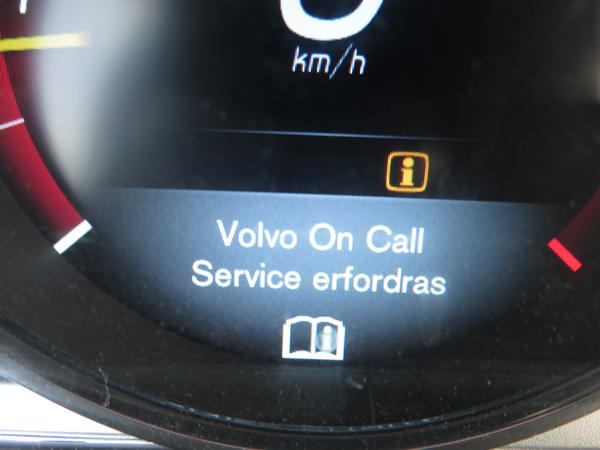 km/h
Volvo On Call
Service erfordras